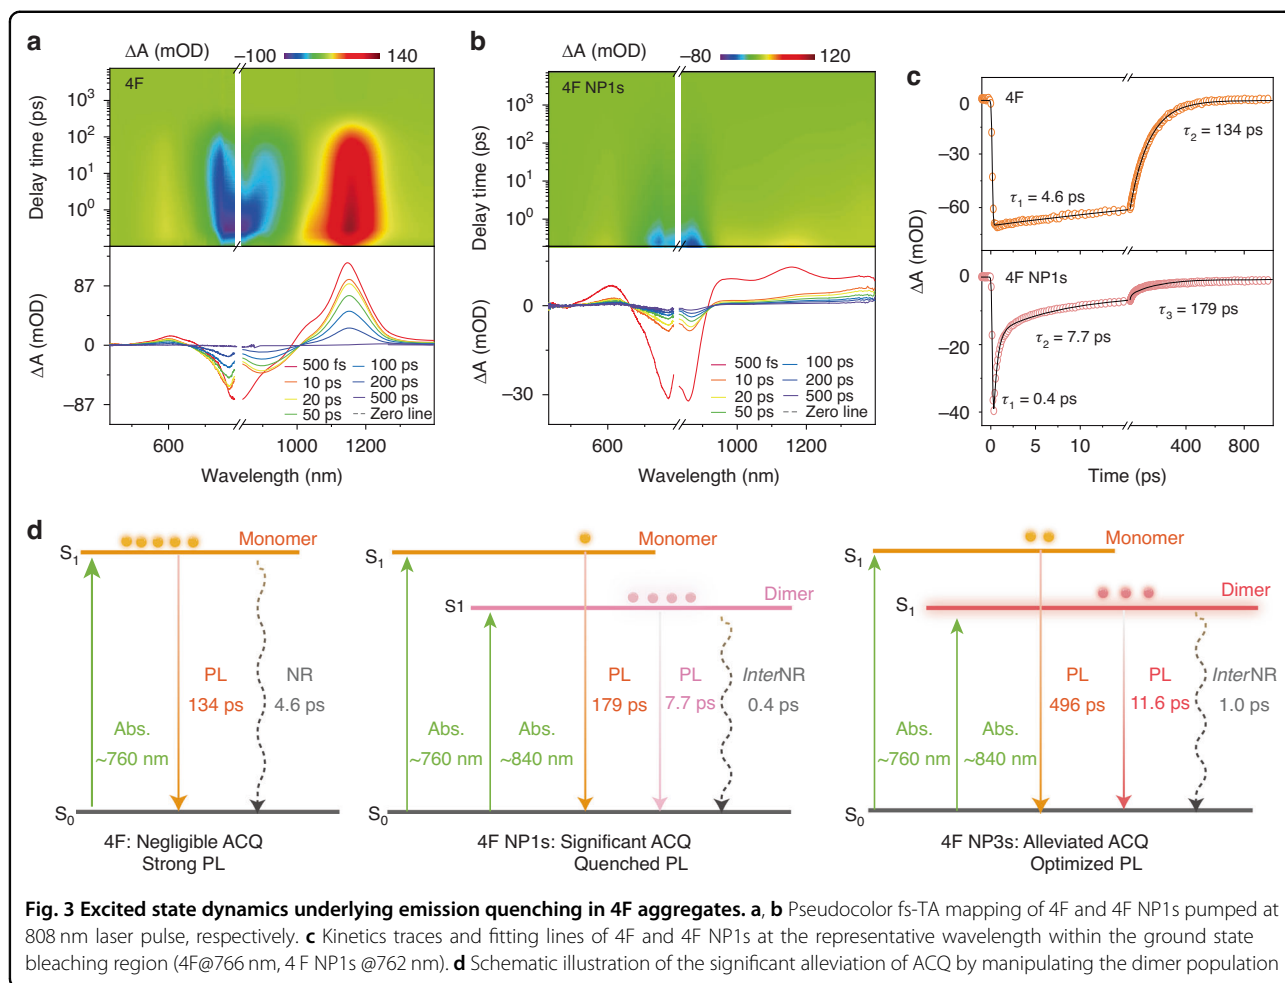 a
ΔA (mOD)
−100
140
4F
Delay time (ps)
10³
10²
10¹
10⁰
ΔA (mOD)
87
0
−87
500 fs
10 ps
20 ps
50 ps
100 ps
200 ps
500 ps
Zero line
600
1000
1200
Wavelength (nm)
b
ΔA (mOD)
−80
120
4F NP1s
Delay time (ps)
10³
10²
10¹
10⁰
ΔA (mOD)
0
−30
500 fs
10 ps
20 ps
50 ps
100 ps
200 ps
500 ps
Zero line
600
1000
1200
Wavelength (nm)
c
ΔA (mOD)
4F
0
−30
−60
τ₁ = 4.6 ps
τ₂ = 134 ps
4F NP1s
0
−20
−40
τ₁ = 0.4 ps
τ₂ = 7.7 ps
τ₃ = 179 ps
0
5
10
400
800
Time (ps)
d
S₁
Monomer
PL
134 ps
NR
4.6 ps
Abs.
~760 nm
S₀
4F: Negligible ACQ
Strong PL
S₁
Monomer
S1
Dimer
PL
179 ps
PL
7.7 ps
InterNR
0.4 ps
Abs.
~760 nm
Abs.
~840 nm
S₀
4F NP1s: Significant ACQ
Quenched PL
S₁
Monomer
S₁
Dimer
PL
496 ps
PL
11.6 ps
InterNR
1.0 ps
Abs.
~760 nm
Abs.
~840 nm
S₀
4F NP3s: Alleviated ACQ
Optimized PL
Fig. 3 Excited state dynamics underlying emission quenching in 4F aggregates. a, b Pseudocolor fs-TA mapping of 4F and 4F NP1s pumped at
808 nm laser pulse, respectively. c Kinetics traces and fitting lines of 4F and 4F NP1s at the representative wavelength within the ground state
bleaching region (4F@766 nm, 4 F NP1s @762 nm). d Schematic illustration of the significant alleviation of ACQ by manipulating the dimer population